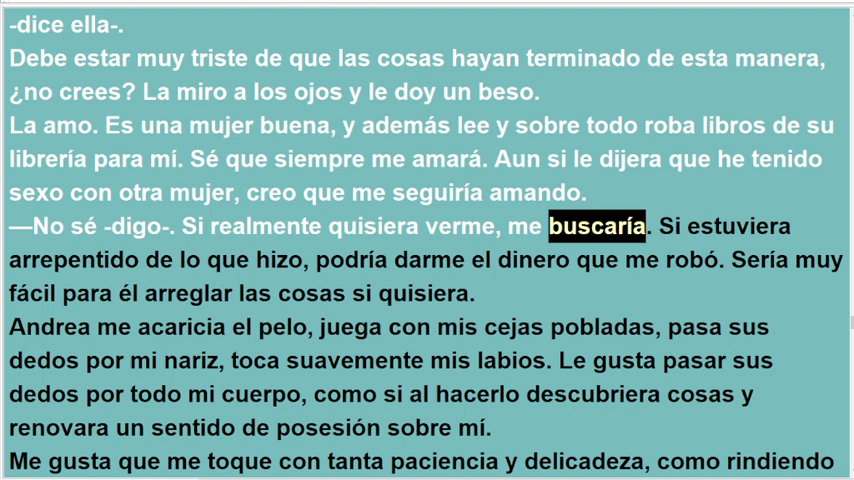 -dice ella-.
Debe estar muy triste de que las cosas hayan terminado de esta manera,
¿no crees? La miro a los ojos y le doy un beso.
La amo. Es una mujer buena, y además lee y sobre todo roba libros de su
librería para mí. Sé que siempre me amará. Aun si le dijera que he tenido
sexo con otra mujer, creo que me seguiría amando.
—No sé -digo-. Si realmente quisiera verme, me buscaría. Si estuviera
arrepentido de lo que hizo, podría darme el dinero que me robó. Sería muy
fácil para él arreglar las cosas si quisiera.
Andrea me acaricia el pelo, juega con mis cejas pobladas, pasa sus
dedos por mi nariz, toca suavemente mis labios. Le gusta pasar sus
dedos por todo mi cuerpo, como si al hacerlo descubriera cosas y
renovara un sentido de posesión sobre mí.
Me gusta que me toque con tanta paciencia y delicadeza, como rindiendo